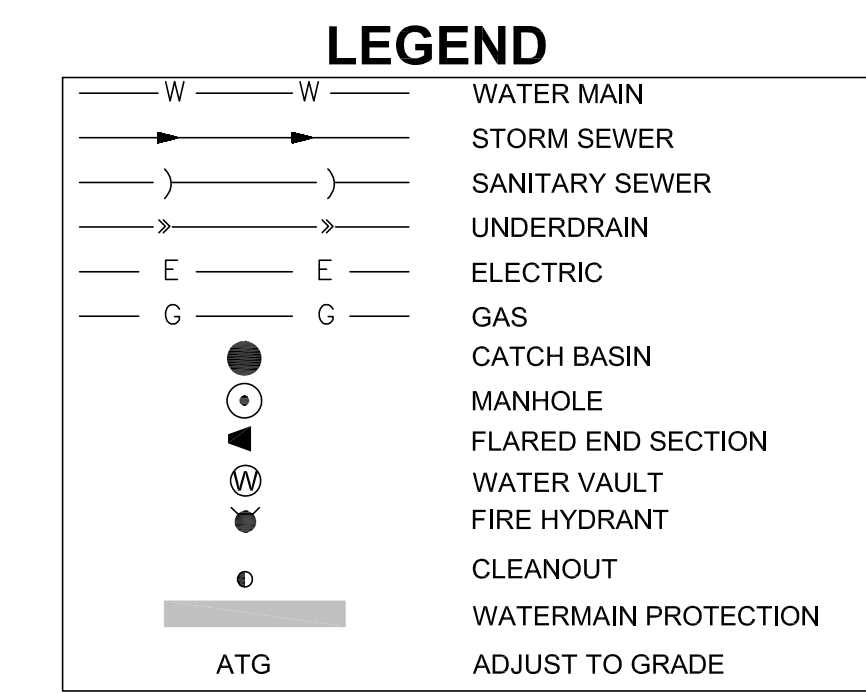 LEGEND
W W WATER MAIN
STORM SEWER
SANITARY SEWER
UNDERDRAIN
E E ELECTRIC
G G GAS
CATCH BASIN
MANHOLE
FLARED END SECTION
W WATER VAULT
FIRE HYDRANT
CLEANOUT
WATERMAIN PROTECTION
ATG ADJUST TO GRADE